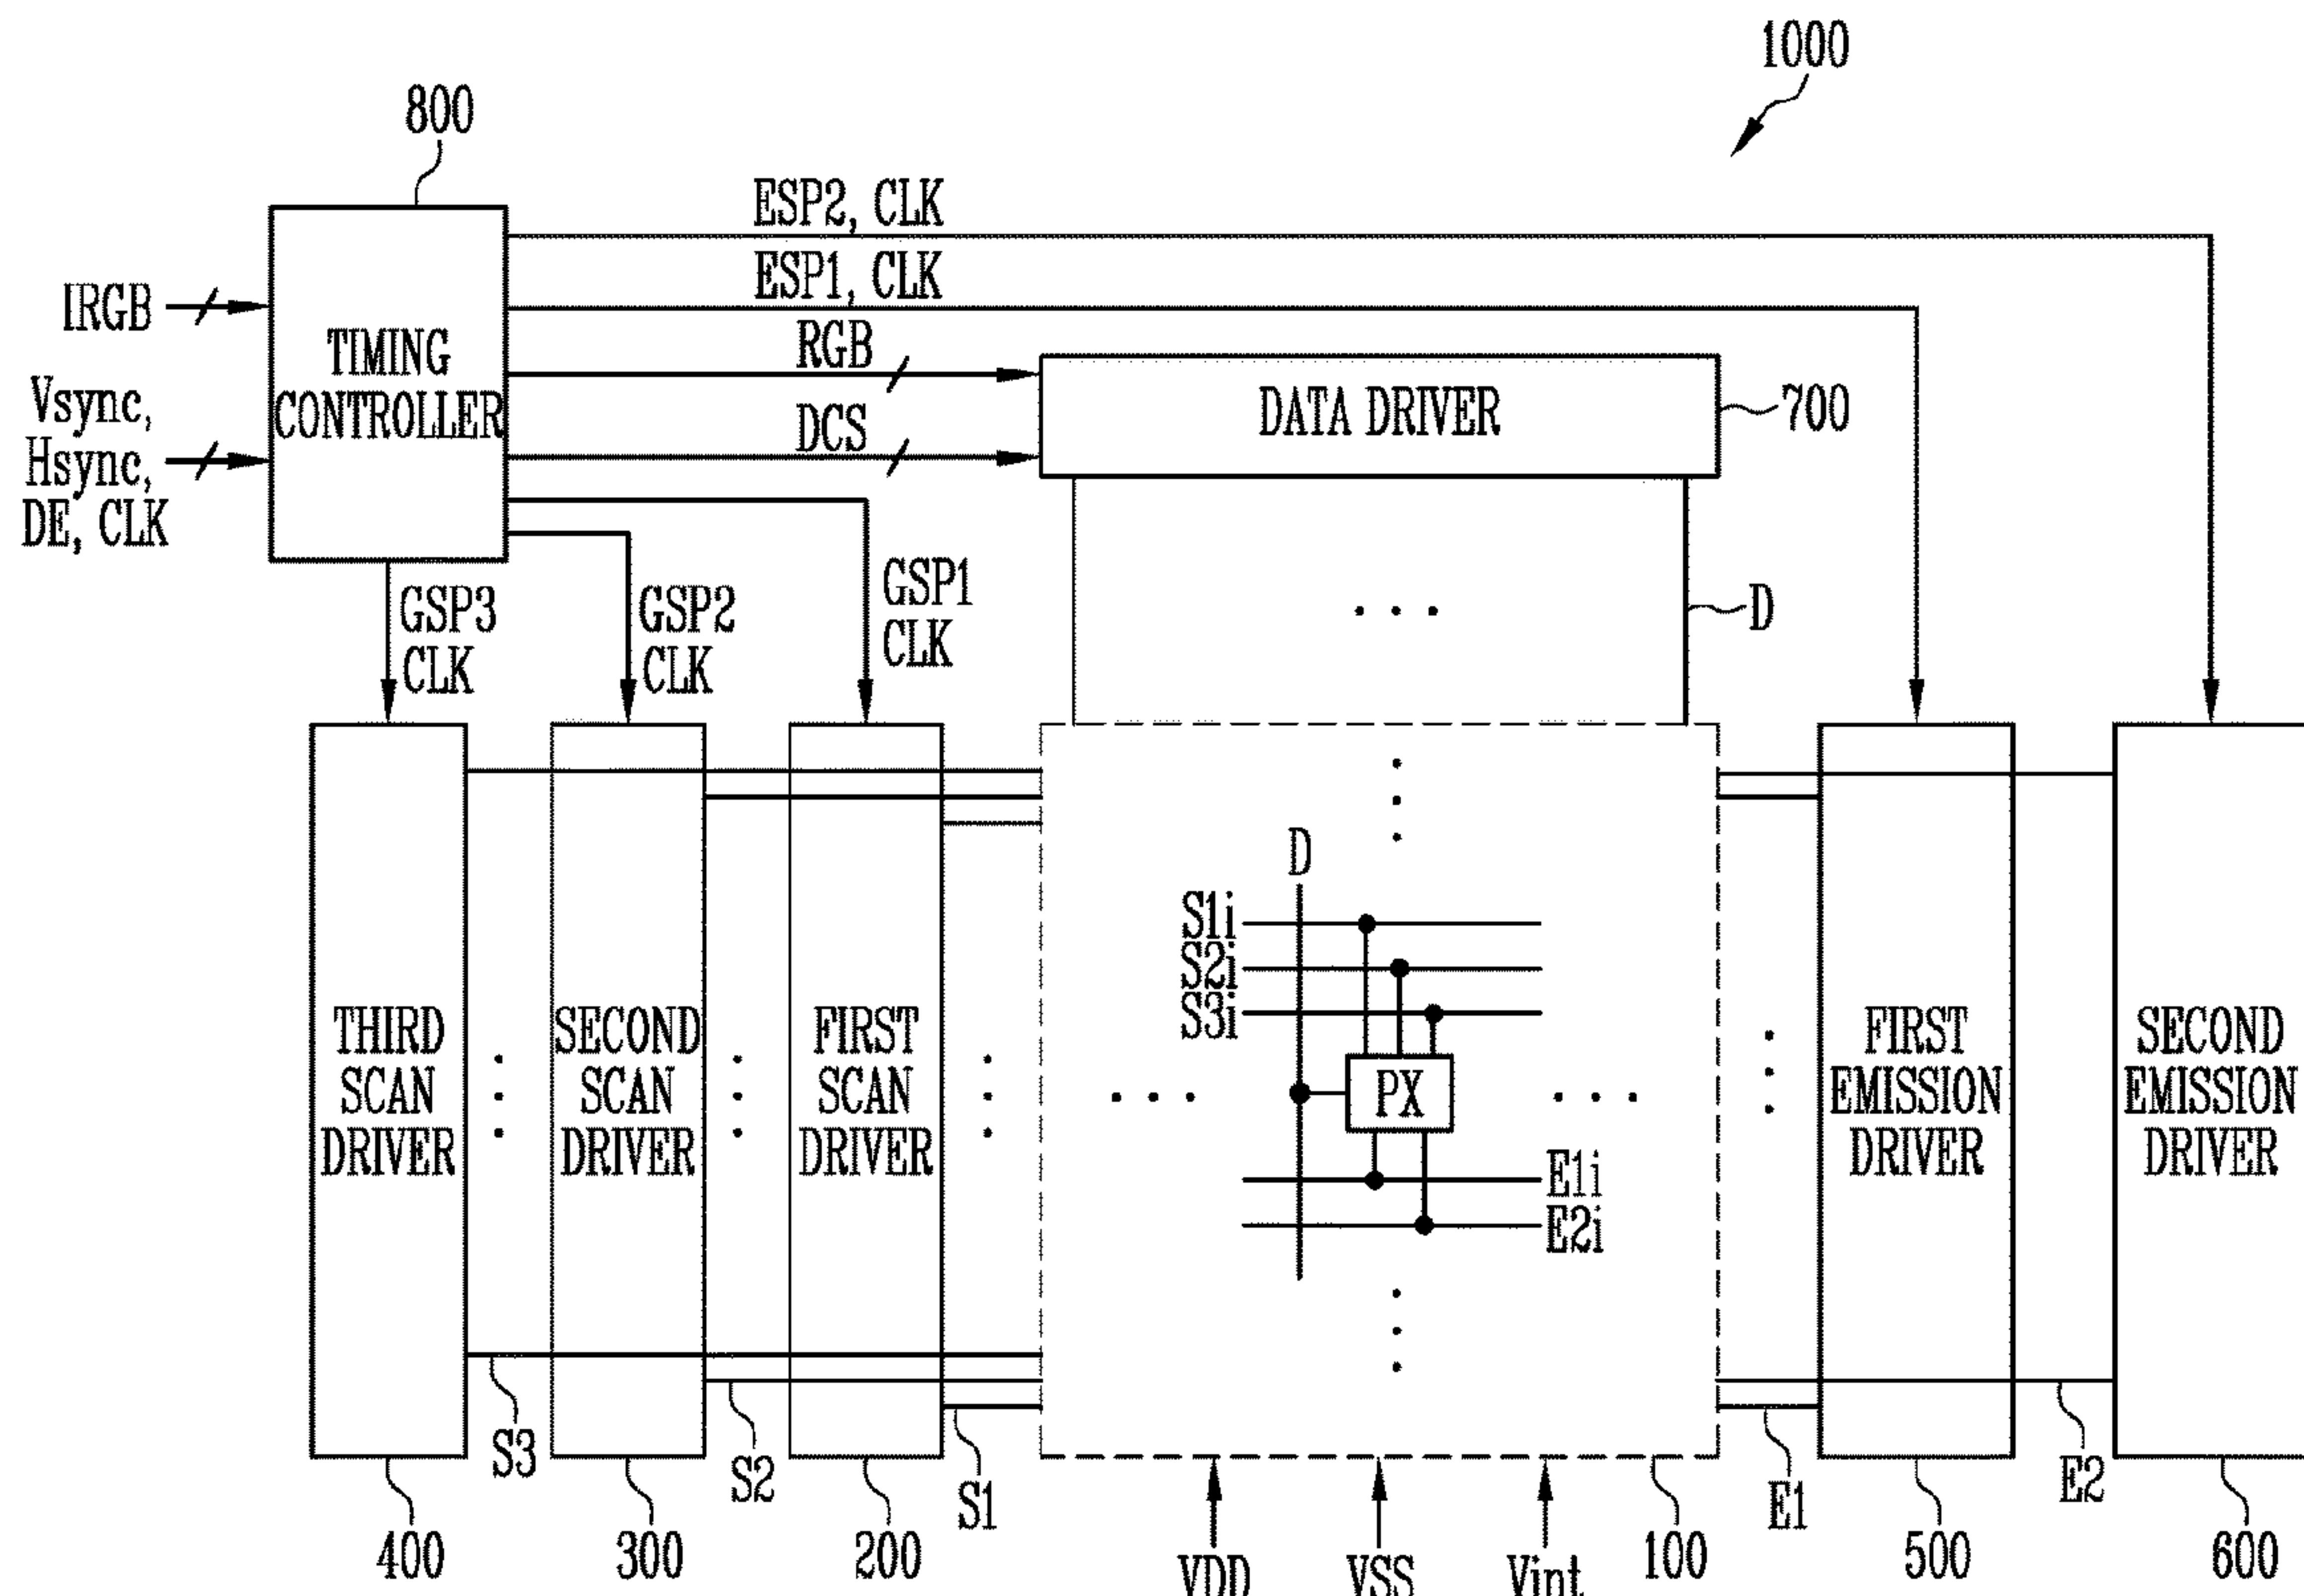 1000
800
ESP2, CLK
ESP1, CLK
IRGB
RGB
TIMING
CONTROLLER
DATA DRIVER
700
Vsync,
Hsync,
DE, CLK
DCS
GSP3
CLK
GSP2
CLK
GSP1
CLK
D
D
S1i
S2i
S3i
PX
E1i
E2i
THIRD
SCAN
DRIVER
SECOND
SCAN
DRIVER
FIRST
SCAN
DRIVER
FIRST
EMISSION
DRIVER
SECOND
EMISSION
DRIVER
S3
S2
S1
E1
E2
400
300
200
VDD
VSS
Vint
100
500
600